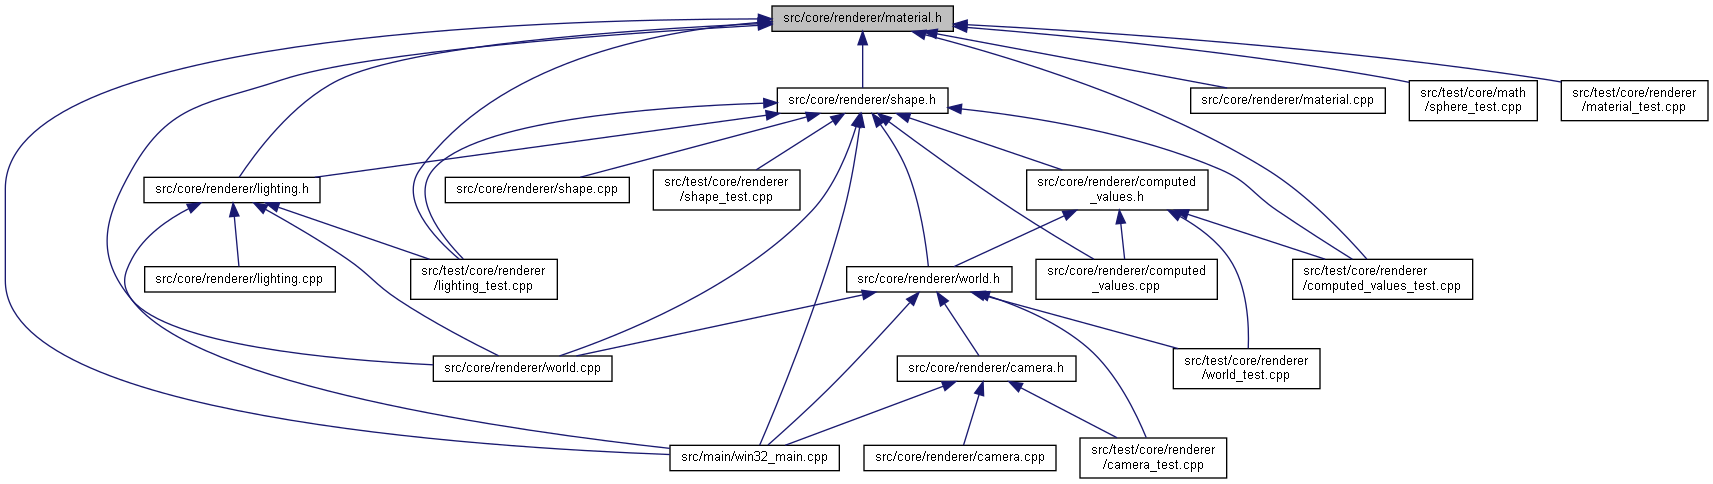 src/core/renderer/material.h
src/core/renderer/shape.h
src/core/renderer/material.cpp
src/test/core/math
/sphere_test.cpp
src/test/core/renderer
/material_test.cpp
src/core/renderer/lighting.h
src/core/renderer/shape.cpp
src/test/core/renderer
/shape_test.cpp
src/core/renderer/computed
_values.h
src/core/renderer/lighting.cpp
src/test/core/renderer
/lighting_test.cpp
src/core/renderer/world.h
src/core/renderer/computed
_values.cpp
src/test/core/renderer
/computed_values_test.cpp
src/core/renderer/world.cpp
src/core/renderer/camera.h
src/test/core/renderer
/world_test.cpp
src/main/win32_main.cpp
src/core/renderer/camera.cpp
src/test/core/renderer
/camera_test.cpp